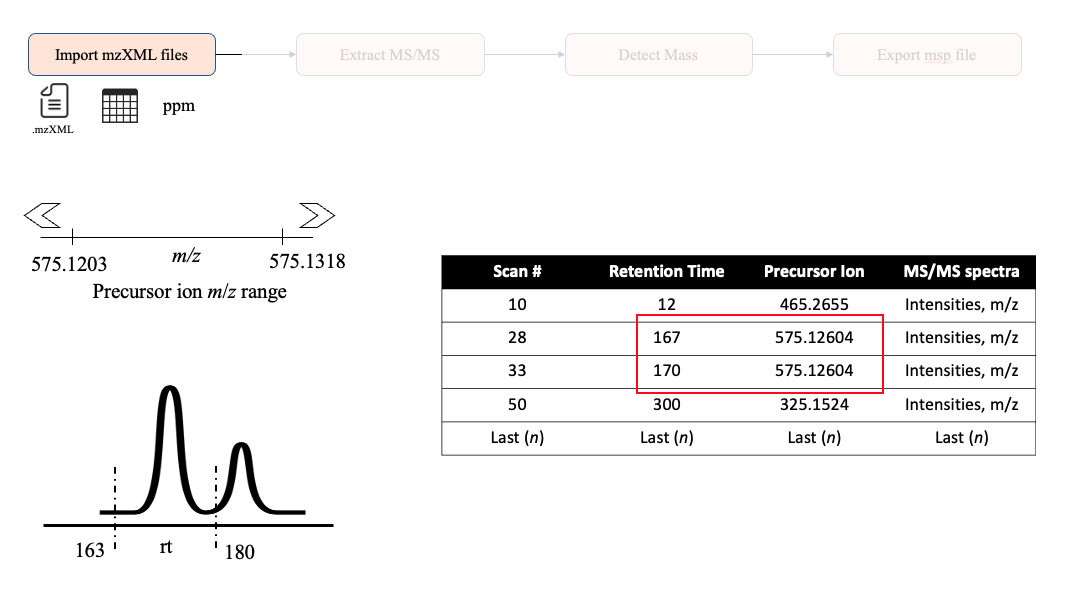 Import mzXML files
Extract MS/MS
Detect Mass
Export msp file
.mzXML
ppm
575.1203
m/z
575.1318
Precursor ion m/z range
Scan # Retention Time Precursor Ion MS/MS spectra
10 12 465.2655 Intensities, m/z
28 167 575.12604 Intensities, m/z
33 170 575.12604 Intensities, m/z
50 300 325.1524 Intensities, m/z
Last (n) Last (n) Last (n) Last (n)
163
rt
180